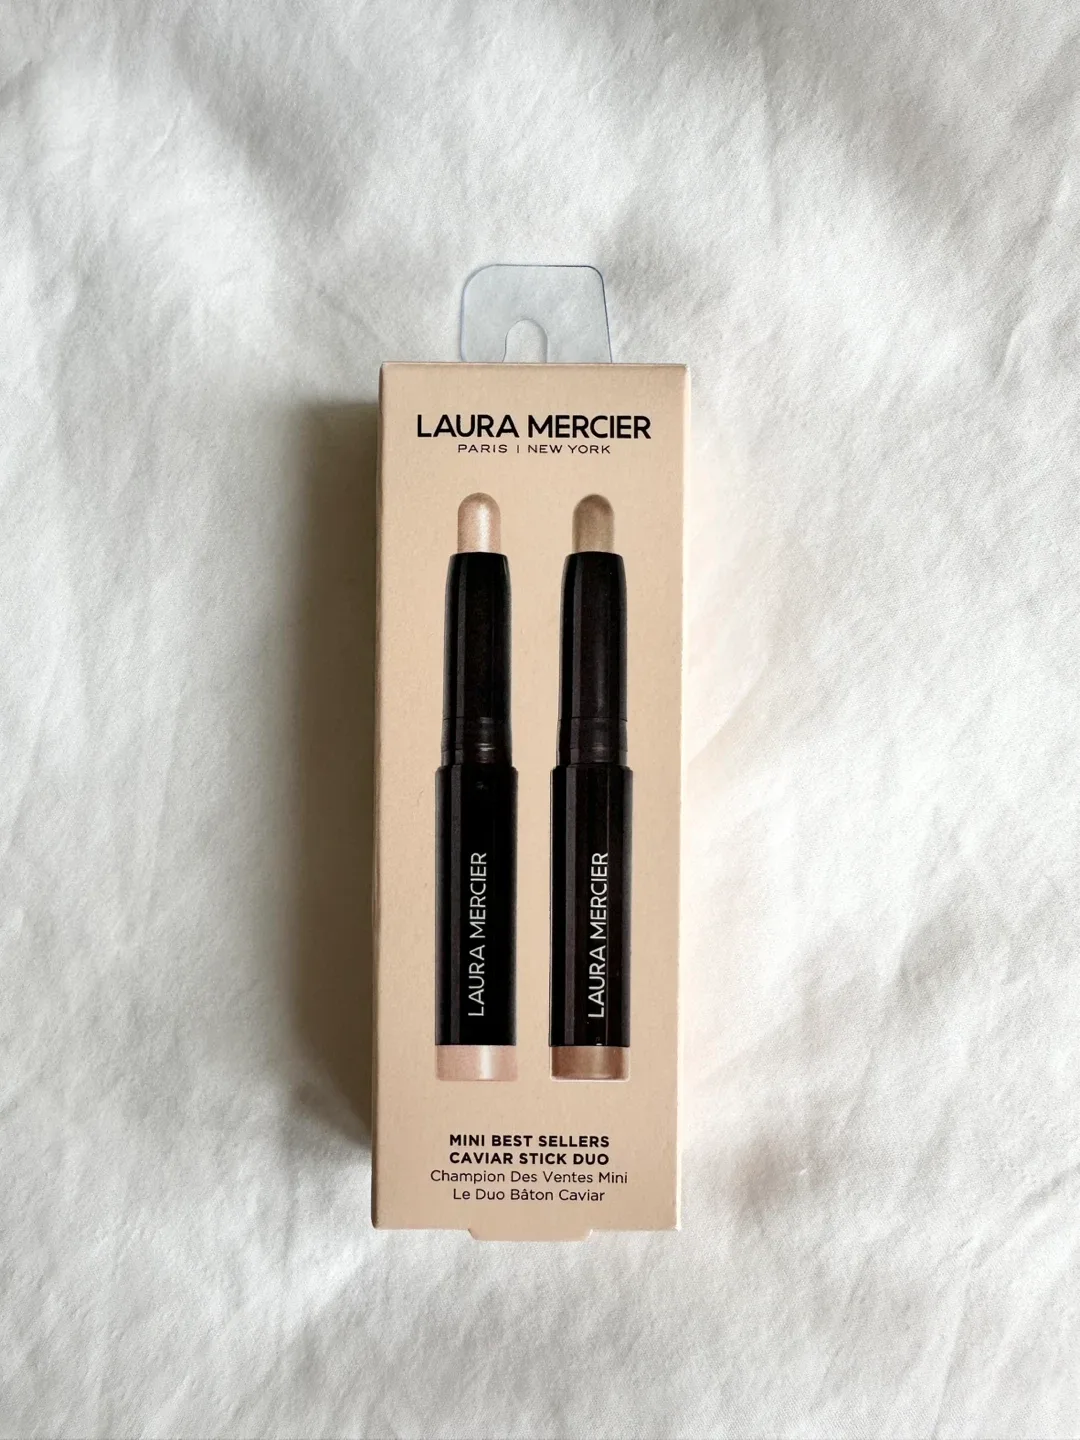 LAURA MERCIER
PARIS | NEW YORK
LAURA MERCIER
LAURA MERCIER
MINI BEST SELLERS
CAVIAR STICK DUO
Champion Des Ventes Mini
Le Duo Bâton Caviar